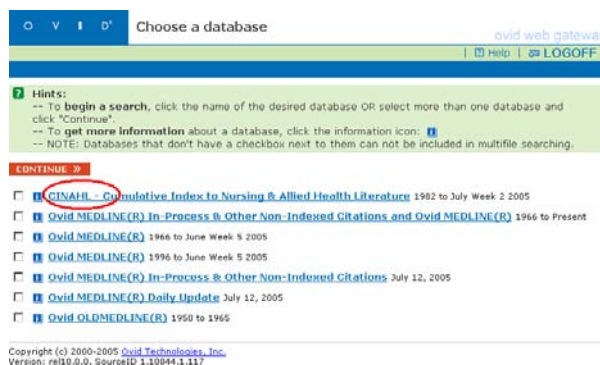 O V I D® Choose a database
ovid web gatewa
| Help | LOGOFF
Hints:
-- To begin a search, click the name of the desired database OR select more than one database and
click "Continue".
-- To get more information about a database, click the information icon:
-- NOTE: Databases that don't have a checkbox next to them can not be included in multifile searching.
CONTINUE »
CINAHL - Cumulative Index to Nursing & Allied Health Literature 1982 to July Week 2 2005
Ovid MEDLINE(R) In-Process & Other Non-Indexed Citations and Ovid MEDLINE(R) 1966 to Present
Ovid MEDLINE(R) 1966 to June Week 5 2005
Ovid MEDLINE(R) 1996 to June Week 5 2005
Ovid MEDLINE(R) In-Process & Other Non-Indexed Citations July 12, 2005
Ovid MEDLINE(R) Daily Update July 12, 2005
Ovid OLDMEDLINE(R) 1950 to 1965
Copyright (c) 2000-2005 Ovid Technologies, Inc.
Version: rel10.0.0, SourceID 1.10044.1.117